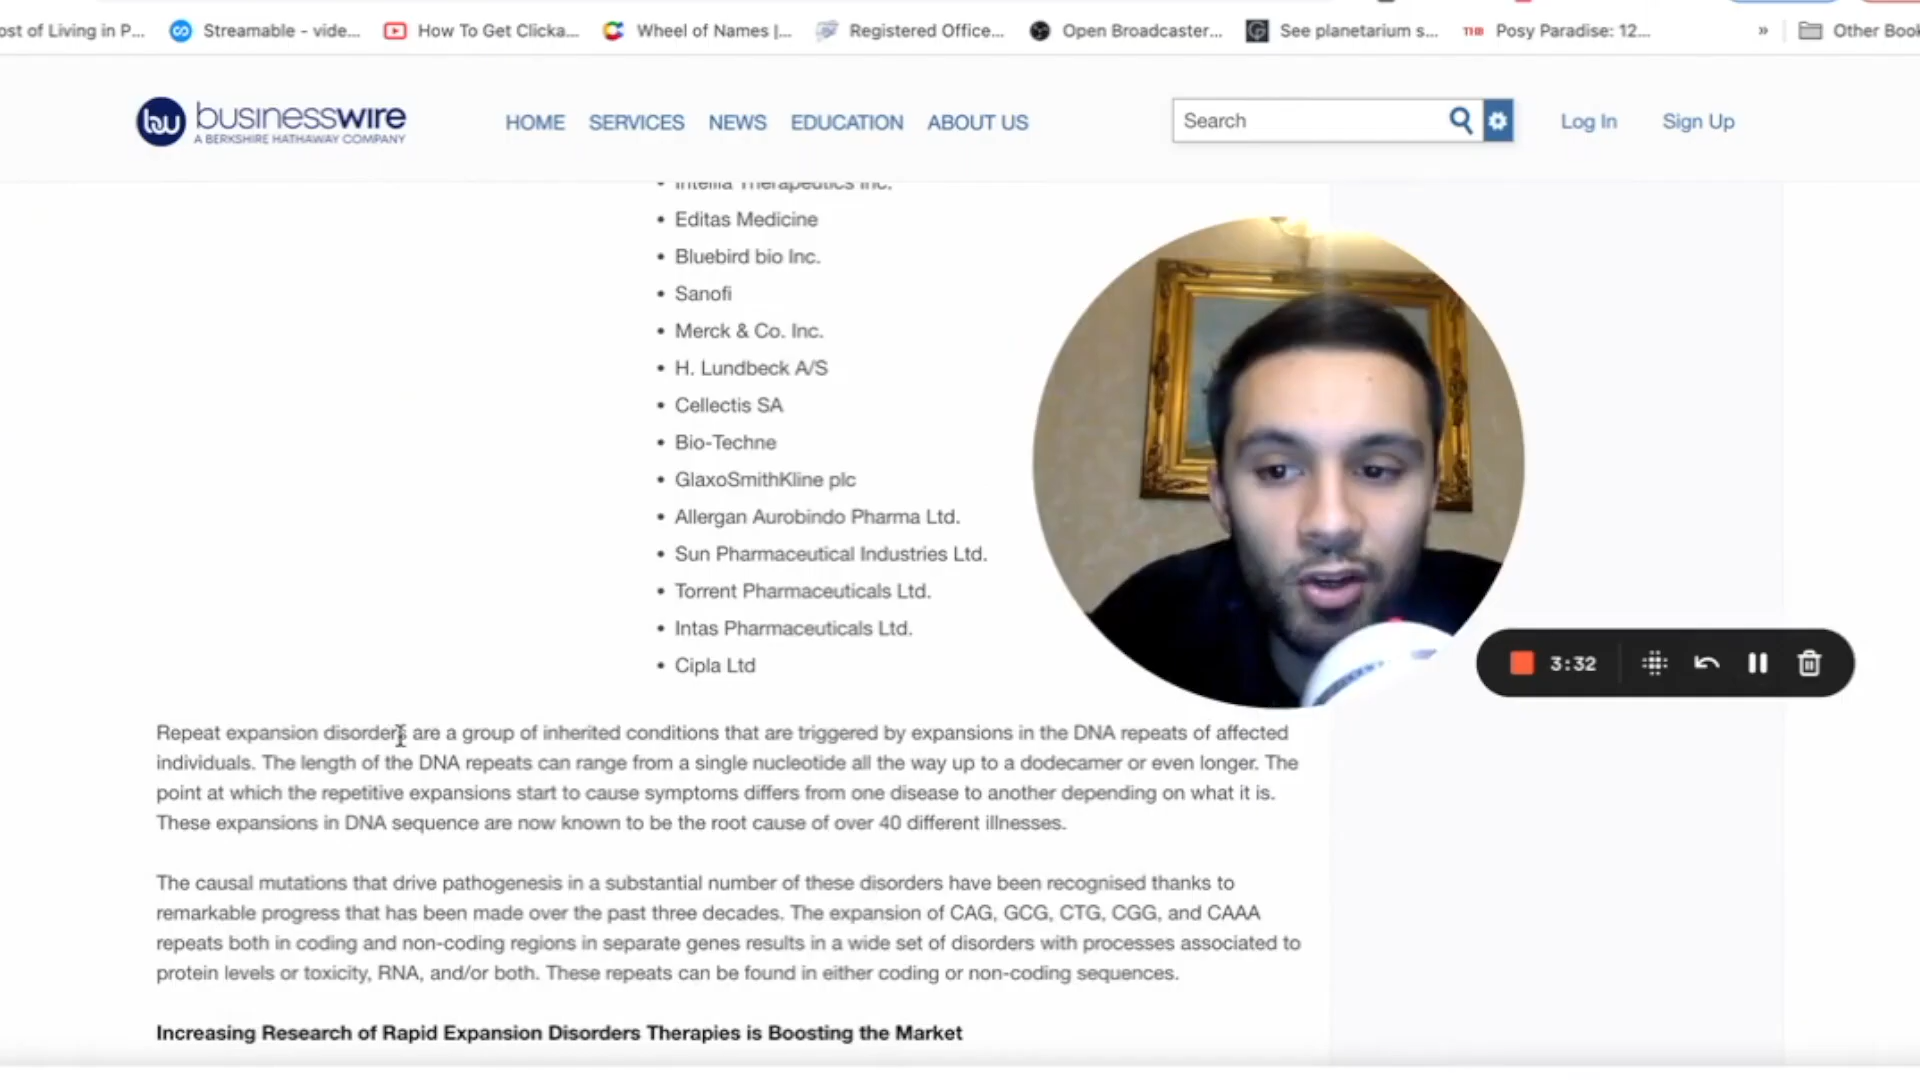 ost of Living in P...
Streamable - vide...
How To Get Clicka...
Wheel of Names |...
Registered Office...
Open Broadcaster...
See planetarium s...
Posy Paradise: 12...
»
Other Book
bw businesswire
A BERKSHIRE HATHAWAY COMPANY
HOME SERVICES NEWS EDUCATION ABOUT US
Search
Log In
Sign Up
• Intellia Therapeutics Inc.
• Editas Medicine
• Bluebird bio Inc.
• Sanofi
• Merck & Co. Inc.
• H. Lundbeck A/S
• Cellectis SA
• Bio-Techne
• GlaxoSmithKline plc
• Allergan Aurobindo Pharma Ltd.
• Sun Pharmaceutical Industries Ltd.
• Torrent Pharmaceuticals Ltd.
• Intas Pharmaceuticals Ltd.
• Cipla Ltd
3:32
Repeat expansion disorders are a group of inherited conditions that are triggered by expansions in the DNA repeats of affected
individuals. The length of the DNA repeats can range from a single nucleotide all the way up to a dodecamer or even longer. The
point at which the repetitive expansions start to cause symptoms differs from one disease to another depending on what it is.
These expansions in DNA sequence are now known to be the root cause of over 40 different illnesses.
The causal mutations that drive pathogenesis in a substantial number of these disorders have been recognised thanks to
remarkable progress that has been made over the past three decades. The expansion of CAG, GCG, CTG, CGG, and CAAA
repeats both in coding and non-coding regions in separate genes results in a wide set of disorders with processes associated to
protein levels or toxicity, RNA, and/or both. These repeats can be found in either coding or non-coding sequences.
Increasing Research of Rapid Expansion Disorders Therapies is Boosting the Market